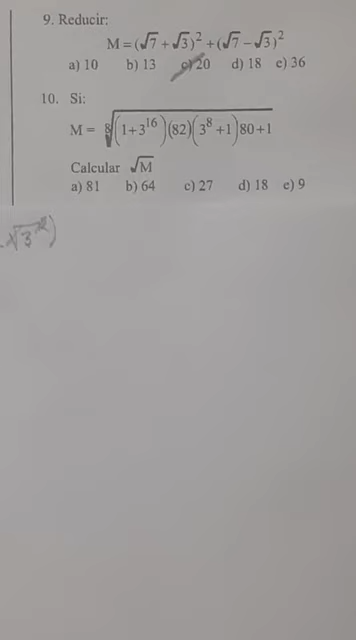 9. Reducir:
M = (√7 + √3)² + (√7 − √3)²
a) 10 b) 13 c) 20 d) 18 e) 36
10. Si:
M = ⁸√(1+3¹⁶)(82)(3⁸+1)80+1
Calcular √M
a) 81 b) 64 c) 27 d) 18 e) 9